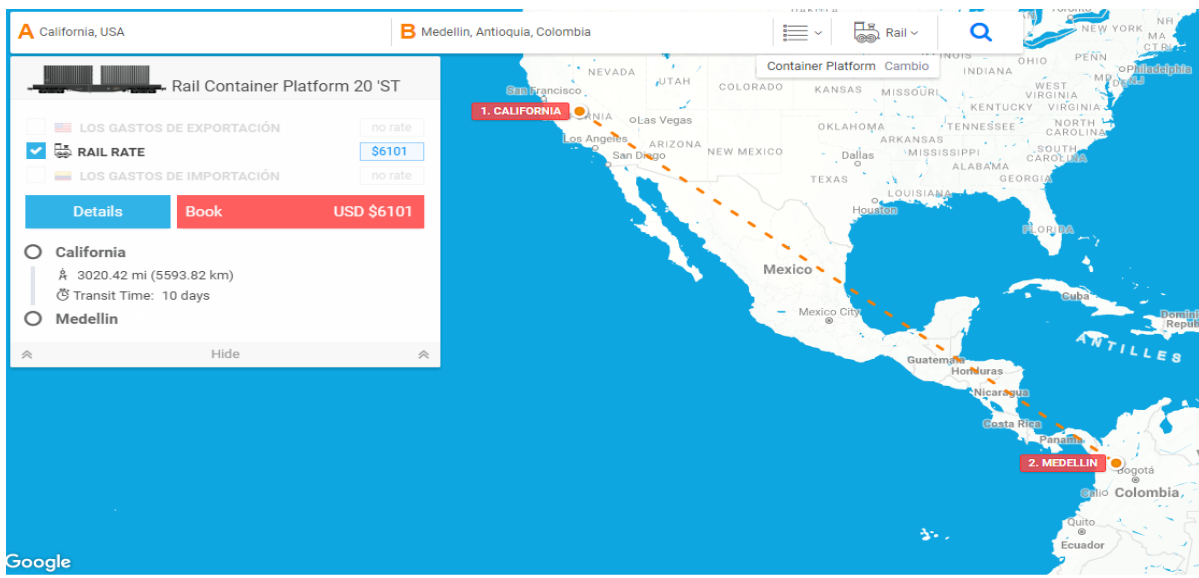 A California, USA
B Medellin, Antioquia, Colombia
Rail
Container Platform Cambio
Rail Container Platform 20 'ST
LOS GASTOS DE EXPORTACIÓN no rate
RAIL RATE $6101
LOS GASTOS DE IMPORTACIÓN no rate
Details
Book USD $6101
California
3020.42 mi (5593.82 km)
Transit Time: 10 days
Medellin
Hide
NEW YORK
NH
MA
PENN
OHIO
INDIANA
Philadelphia
NEVADA
UTAH
COLORADO
KANSAS
MISSOURI
WEST
VIRGINIA
KENTUCKY
VIRGINIA
San Francisco
1. CALIFORNIA
Las Vegas
OKLAHOMA
TENNESSEE
NORTH
CAROLINA
Los Angeles
ARIZONA
NEW MEXICO
ARKANSAS
MISSISSIPPI
SOUTH
CAROLINA
San Diego
Dallas
ALABAMA
TEXAS
GEORGIA
LOUISIANA
Houston
FLORIDA
Mexico
Mexico City
Cuba
ANTILLES
Guatemala
Honduras
Nicaragua
Costa Rica
Panama
2. MEDELLIN
Bogotá
Colombia
Quito
Ecuador
Google